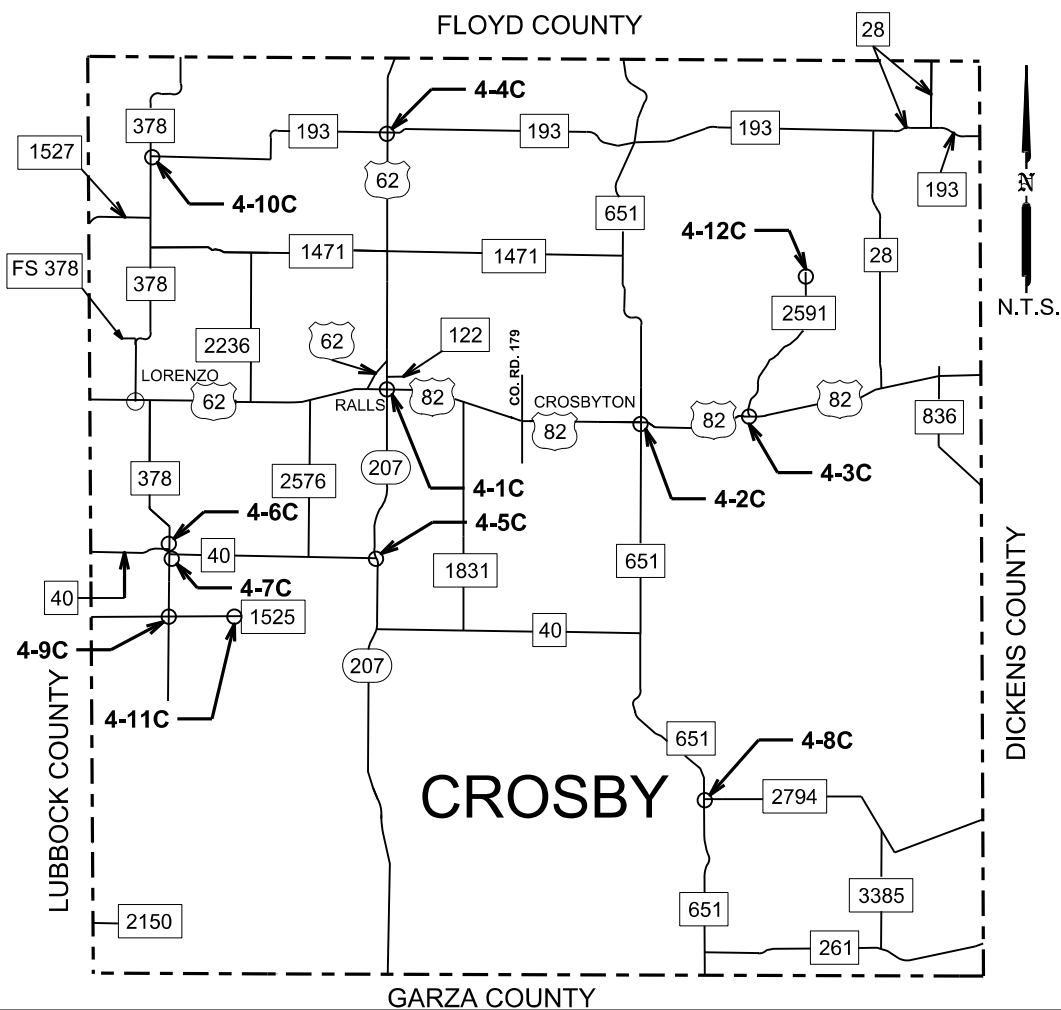 FLOYD COUNTY
28
4-4C
378
193
193
193
1527
62
193
N
4-10C
651
4-12C
1471
1471
28
FS 378
378
2591
N.T.S.
2236
62
122
CO. RD. 179
LORENZO
62
RALLS
82
CROSBYTON
82
82
82
836
207
378
2576
4-1C
4-2C
4-3C
4-6C
4-5C
40
651
1831
4-7C
40
1525
40
4-9C
207
4-11C
DICKENS COUNTY
LUBBOCK COUNTY
651
4-8C
CROSBY
2794
3385
651
2150
261
GARZA COUNTY